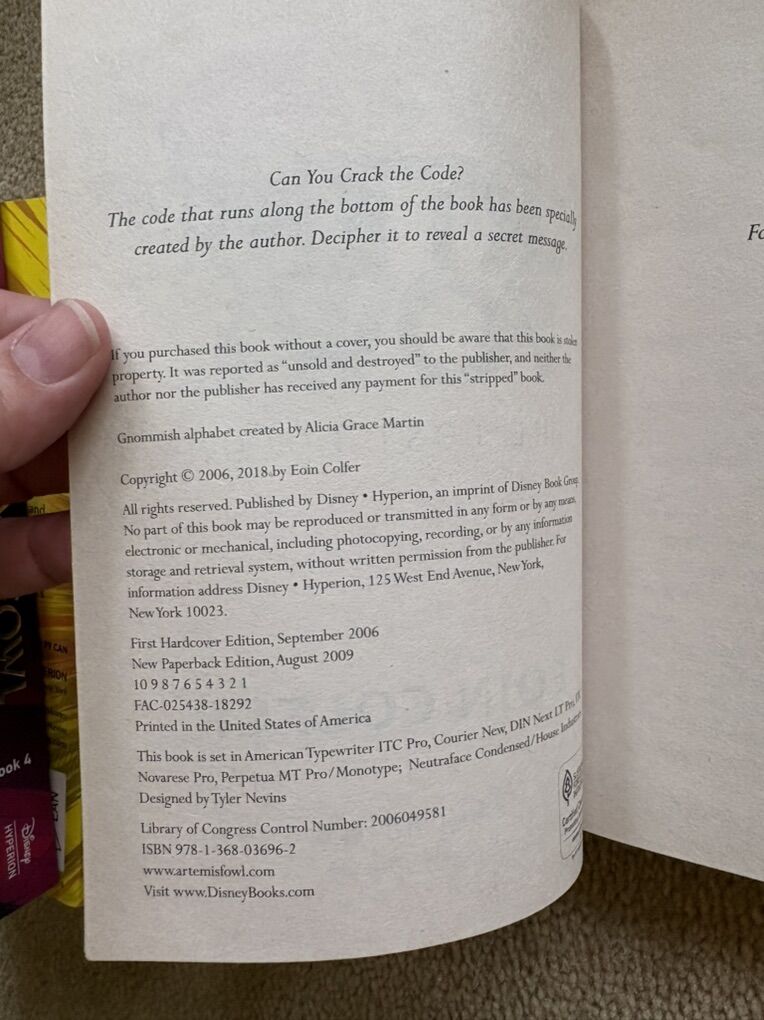 Can You Crack the Code?
The code that runs along the bottom of the book has been specially
created by the author. Decipher it to reveal a secret message.
Fo
If you purchased this book without a cover, you should be aware that this book is stolen
property. It was reported as “unsold and destroyed” to the publisher, and neither the
author nor the publisher has received any payment for this “stripped” book.
Gnommish alphabet created by Alicia Grace Martin
Copyright © 2006, 2018 by Eoin Colfer
All rights reserved. Published by Disney • Hyperion, an imprint of Disney Book Group.
No part of this book may be reproduced or transmitted in any form or by any means,
electronic or mechanical, including photocopying, recording, or by any information
storage and retrieval system, without written permission from the publisher. For
information address Disney • Hyperion, 125 West End Avenue, New York,
New York 10023.
First Hardcover Edition, September 2006
New Paperback Edition, August 2009
10 9 8 7 6 5 4 3 2 1
FAC-025438-18292
Printed in the United States of America
This book is set in American Typewriter ITC Pro, Courier New, DIN Next LT Pro,
Novarese Pro, Perpetua MT Pro/Monotype; Neutraface Condensed/House Industries
Designed by Tyler Nevins
Library of Congress Control Number: 2006049581
ISBN 978-1-368-03696-2
www.artemisfowl.com
Visit www.DisneyBooks.com
and
CAN
ook 4
Disney
HYPERION